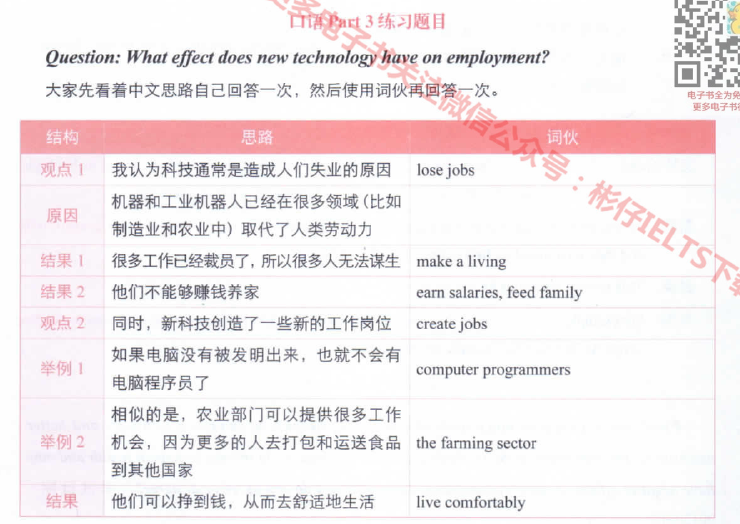 口语 Part 3 练习题目
Question: What effect does new technology have on employment?
大家先看着中文思路自己回答一次，然后使用词伙再回答一次。
电子书全为免
更多电子书
更多电子书关注微信公众号：彬仔IELTS下载
结构 思路 词伙
观点 1 我认为科技通常是造成人们失业的原因 lose jobs
原因 机器和工业机器人已经在很多领域（比如
制造业和农业中）取代了人类劳动力
结果 1 很多工作已经裁员了，所以很多人无法谋生 make a living
结果 2 他们不能够赚钱养家 earn salaries, feed family
观点 2 同时，新科技创造了一些新的工作岗位 create jobs
举例 1 如果电脑没有被发明出来，也就不会有
电脑程序员了 computer programmers
举例 2 相似的是，农业部门可以提供很多工作
机会，因为更多的人去打包和运送食品
到其他国家 the farming sector
结果 他们可以挣到钱，从而去舒适地生活 live comfortably